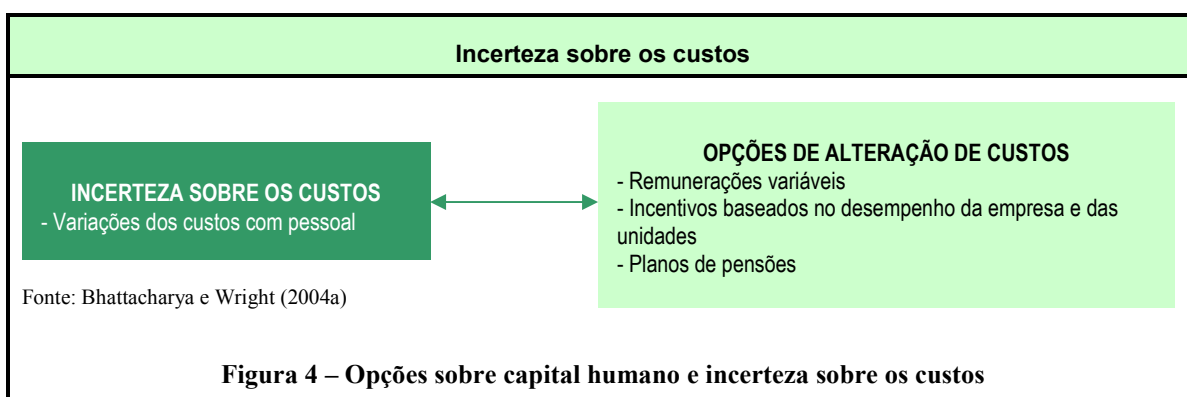 Incerteza sobre os custos
INCERTEZA SOBRE OS CUSTOS
- Variações dos custos com pessoal
OPÇÕES DE ALTERAÇÃO DE CUSTOS
- Remunerações variáveis
- Incentivos baseados no desempenho da empresa e das
unidades
- Planos de pensões
Fonte: Bhattacharya e Wright (2004a)
Figura 4 – Opções sobre capital humano e incerteza sobre os custos